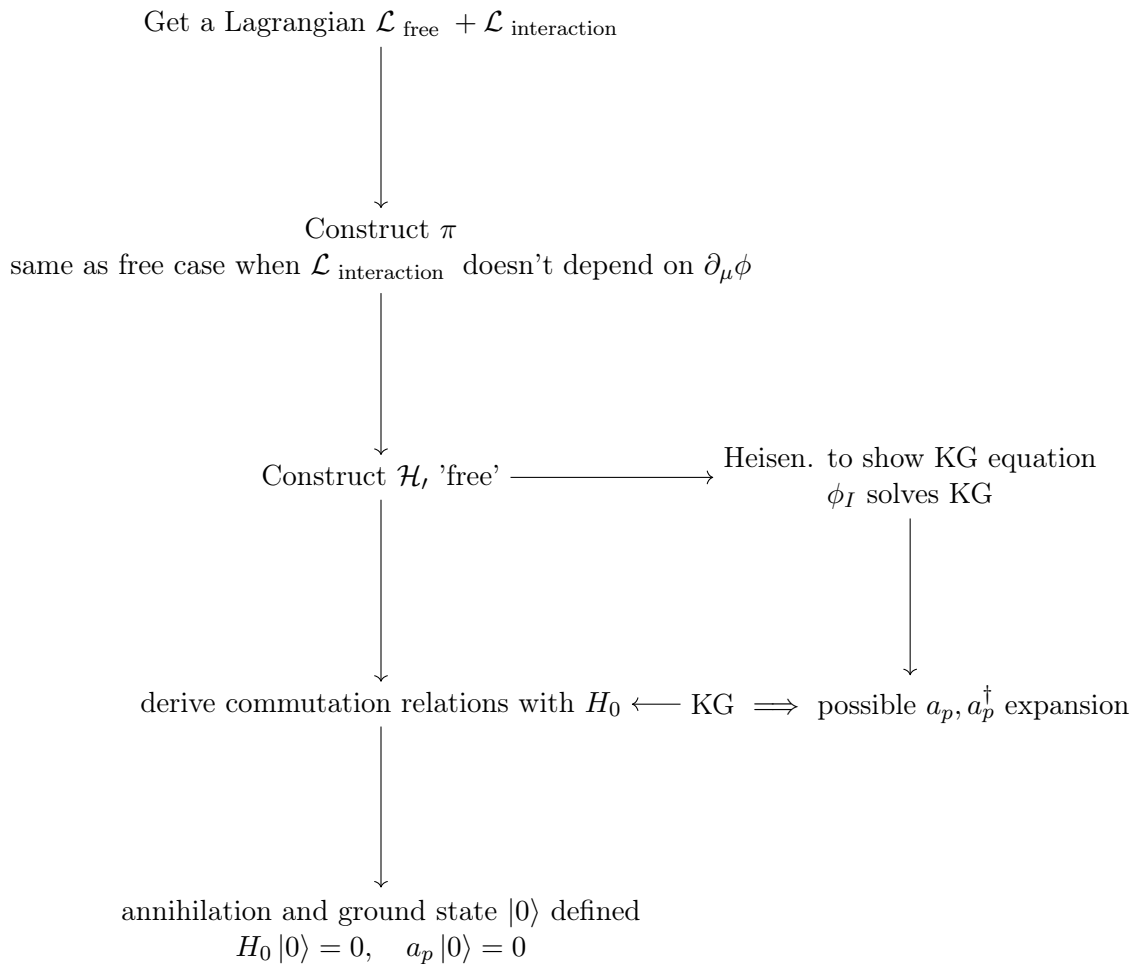 Get a Lagrangian ℒ free + ℒ interaction
Construct π
same as free case when ℒ interaction doesn't depend on ∂_μϕ
Construct ℋ, 'free'
Heisen. to show KG equation
ϕ_I solves KG
derive commutation relations with H_0 ⟵ KG ⟹ possible a_p, a_p^† expansion
annihilation and ground state |0⟩ defined
H_0 |0⟩ = 0, a_p |0⟩ = 0